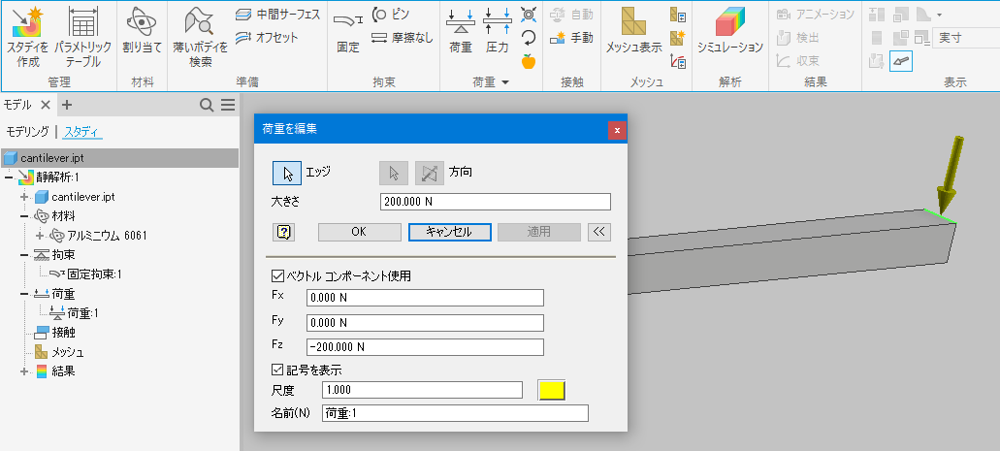 スタディを
作成
パラメトリック
テーブル
管理
割り当て
材料
薄いボディを
検索
中間サーフェス
オフセット
準備
固定
ピン
摩擦なし
拘束
荷重
圧力
荷重
自動
手動
接触
メッシュ表示
メッシュ
シミュレーション
解析
アニメーション
検出
収束
結果
実寸
表示
モデル
モデリング
スタディ
cantilever.ipt
静解析:1
cantilever.ipt
材料
アルミニウム 6061
拘束
固定拘束:1
荷重
荷重:1
接触
メッシュ
結果
荷重を編集
エッジ
方向
大きさ
200.000 N
OK
キャンセル
適用
<<
ベクトル コンポーネント使用
Fx
0.000 N
Fy
0.000 N
Fz
-200.000 N
記号を表示
尺度
1.000
名前(N)
荷重:1